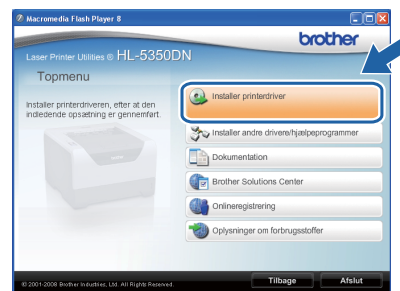 Macromedia Flash Player 8
brother
Laser Printer Utilities © HL-5350DN
Topmenu
Installer printerdriveren, efter at den
indledende opsætning er gennemført.
Installer printerdriver
Installer andre drivere/hjælpeprogrammer
Dokumentation
Brother Solutions Center
Onlineregistrering
Oplysninger om forbrugsstoffer
© 2001-2008 Brother Industries, Ltd. All Rights Reserved.
Tilbage
Afslut